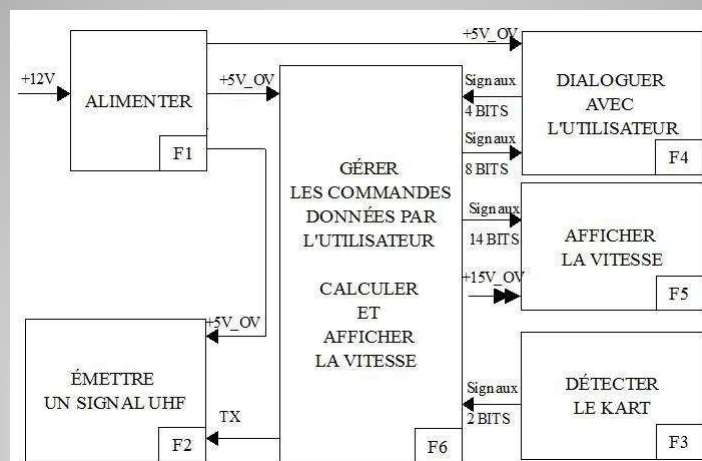 +12V
ALIMENTER
F1
+5V_OV
+5V_OV
Signaux
4 BITS
Signaux
8 BITS
DIALOGUER
AVEC
L'UTILISATEUR
F4
GÉRER
LES COMMANDES
DONNÉES PAR
L'UTILISATEUR
CALCULER
ET
AFFICHER
LA VITESSE
F6
Signaux
14 BITS
+15V_OV
AFFICHER
LA VITESSE
F5
+5V_OV
ÉMETTRE
UN SIGNAL UHF
F2
TX
Signaux
2 BITS
DÉTECTER
LE KART
F3